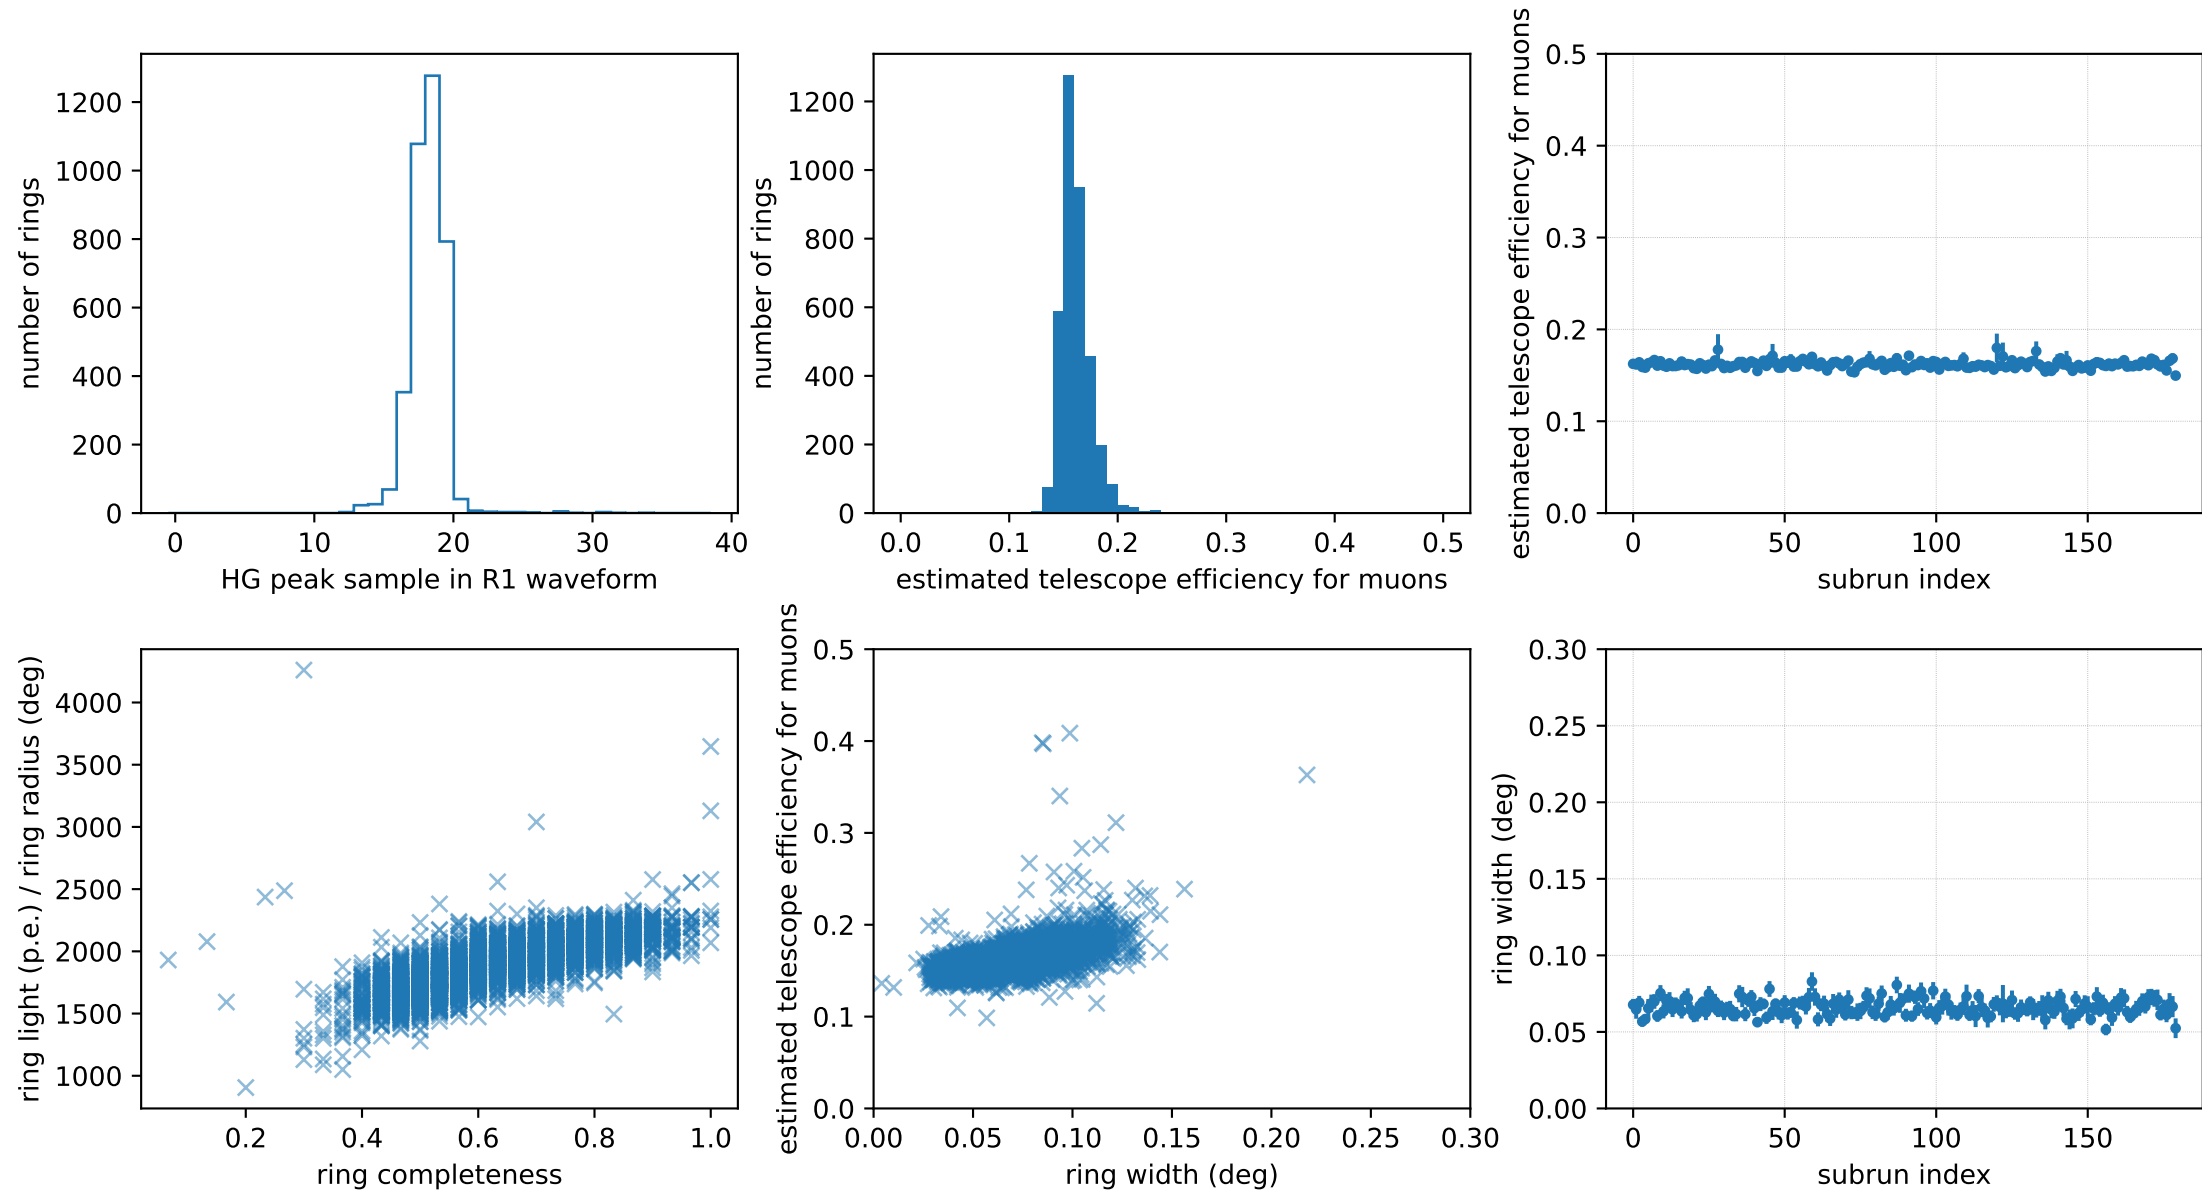 number of rings
1200
1000
800
600
400
200
0
0 10 20 30 40
HG peak sample in R1 waveform
number of rings
1200
1000
800
600
400
200
0
0.0 0.1 0.2 0.3 0.4 0.5
estimated telescope efficiency for muons
estimated telescope efficiency for muons
0.5
0.4
0.3
0.2
0.1
0.0
0 50 100 150
subrun index
ring light (p.e.) / ring radius (deg)
4000
3500
3000
2500
2000
1500
1000
0.2 0.4 0.6 0.8 1.0
ring completeness
estimated telescope efficiency for muons
0.5
0.4
0.3
0.2
0.1
0.0
0.00 0.05 0.10 0.15 0.20 0.25 0.30
ring width (deg)
ring width (deg)
0.30
0.25
0.20
0.15
0.10
0.05
0.00
0 50 100 150
subrun index